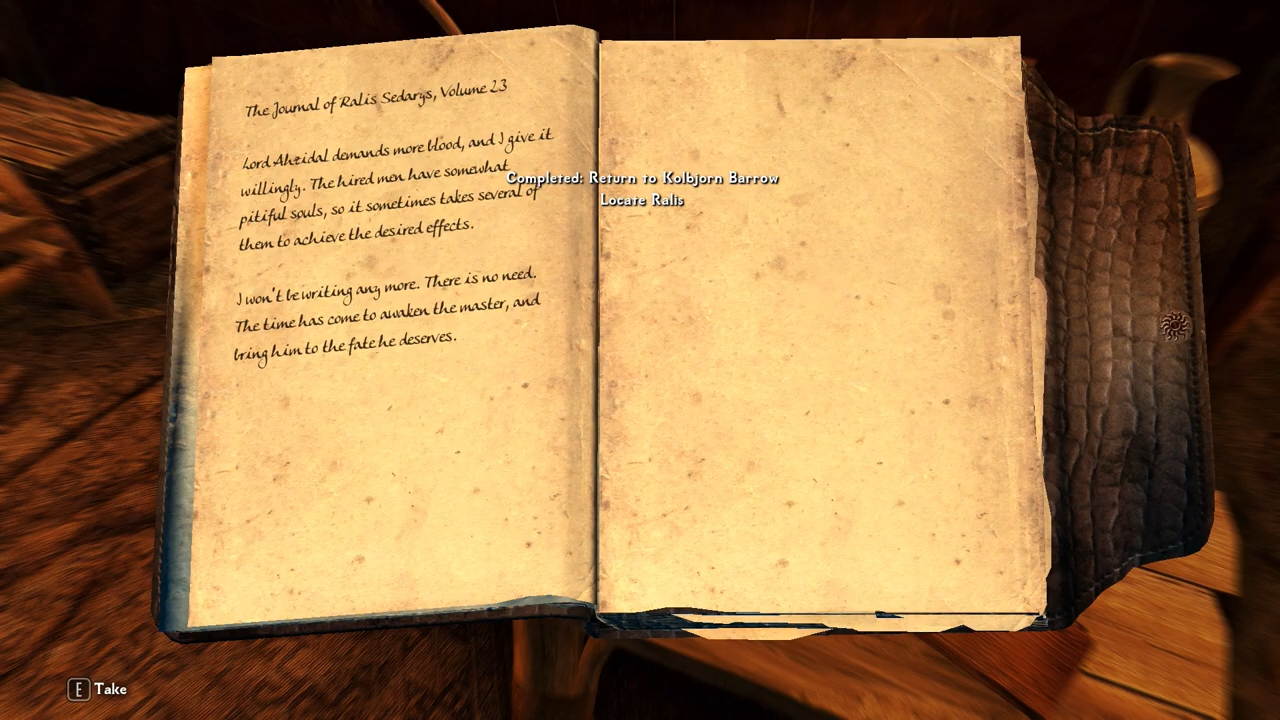 The Journal of Ralis Sedarys, Volume 23
Lord Ahzidal demands more blood, and I give it
willingly. The hired men have somewhat
pitiful souls, so it sometimes takes several of
them to achieve the desired effects.
I won't be writing any more. There is no need.
The time has come to awaken the master, and
bring him to the fate he deserves.
Completed: Return to Kolbjorn Barrow
Locate Ralis
E Take